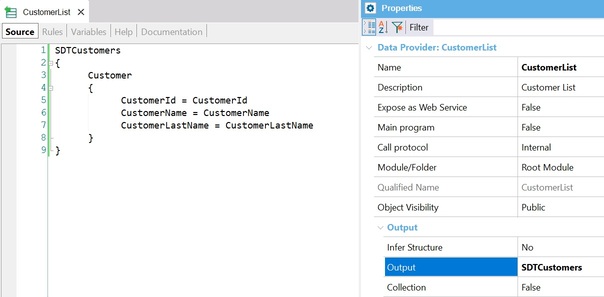 CustomerList
Source Rules Variables Help Documentation
1 SDTCustomers
2 {
3 Customer
4 {
5 CustomerId = CustomerId
6 CustomerName = CustomerName
7 CustomerLastName = CustomerLastName
8 }
9 }
Properties
Filter
Data Provider: CustomerList
Name CustomerList
Description Customer List
Expose as Web Service False
Main program False
Call protocol Internal
Module/Folder Root Module
Qualified Name CustomerList
Object Visibility Public
Output
Infer Structure No
Output SDTCustomers
Collection False